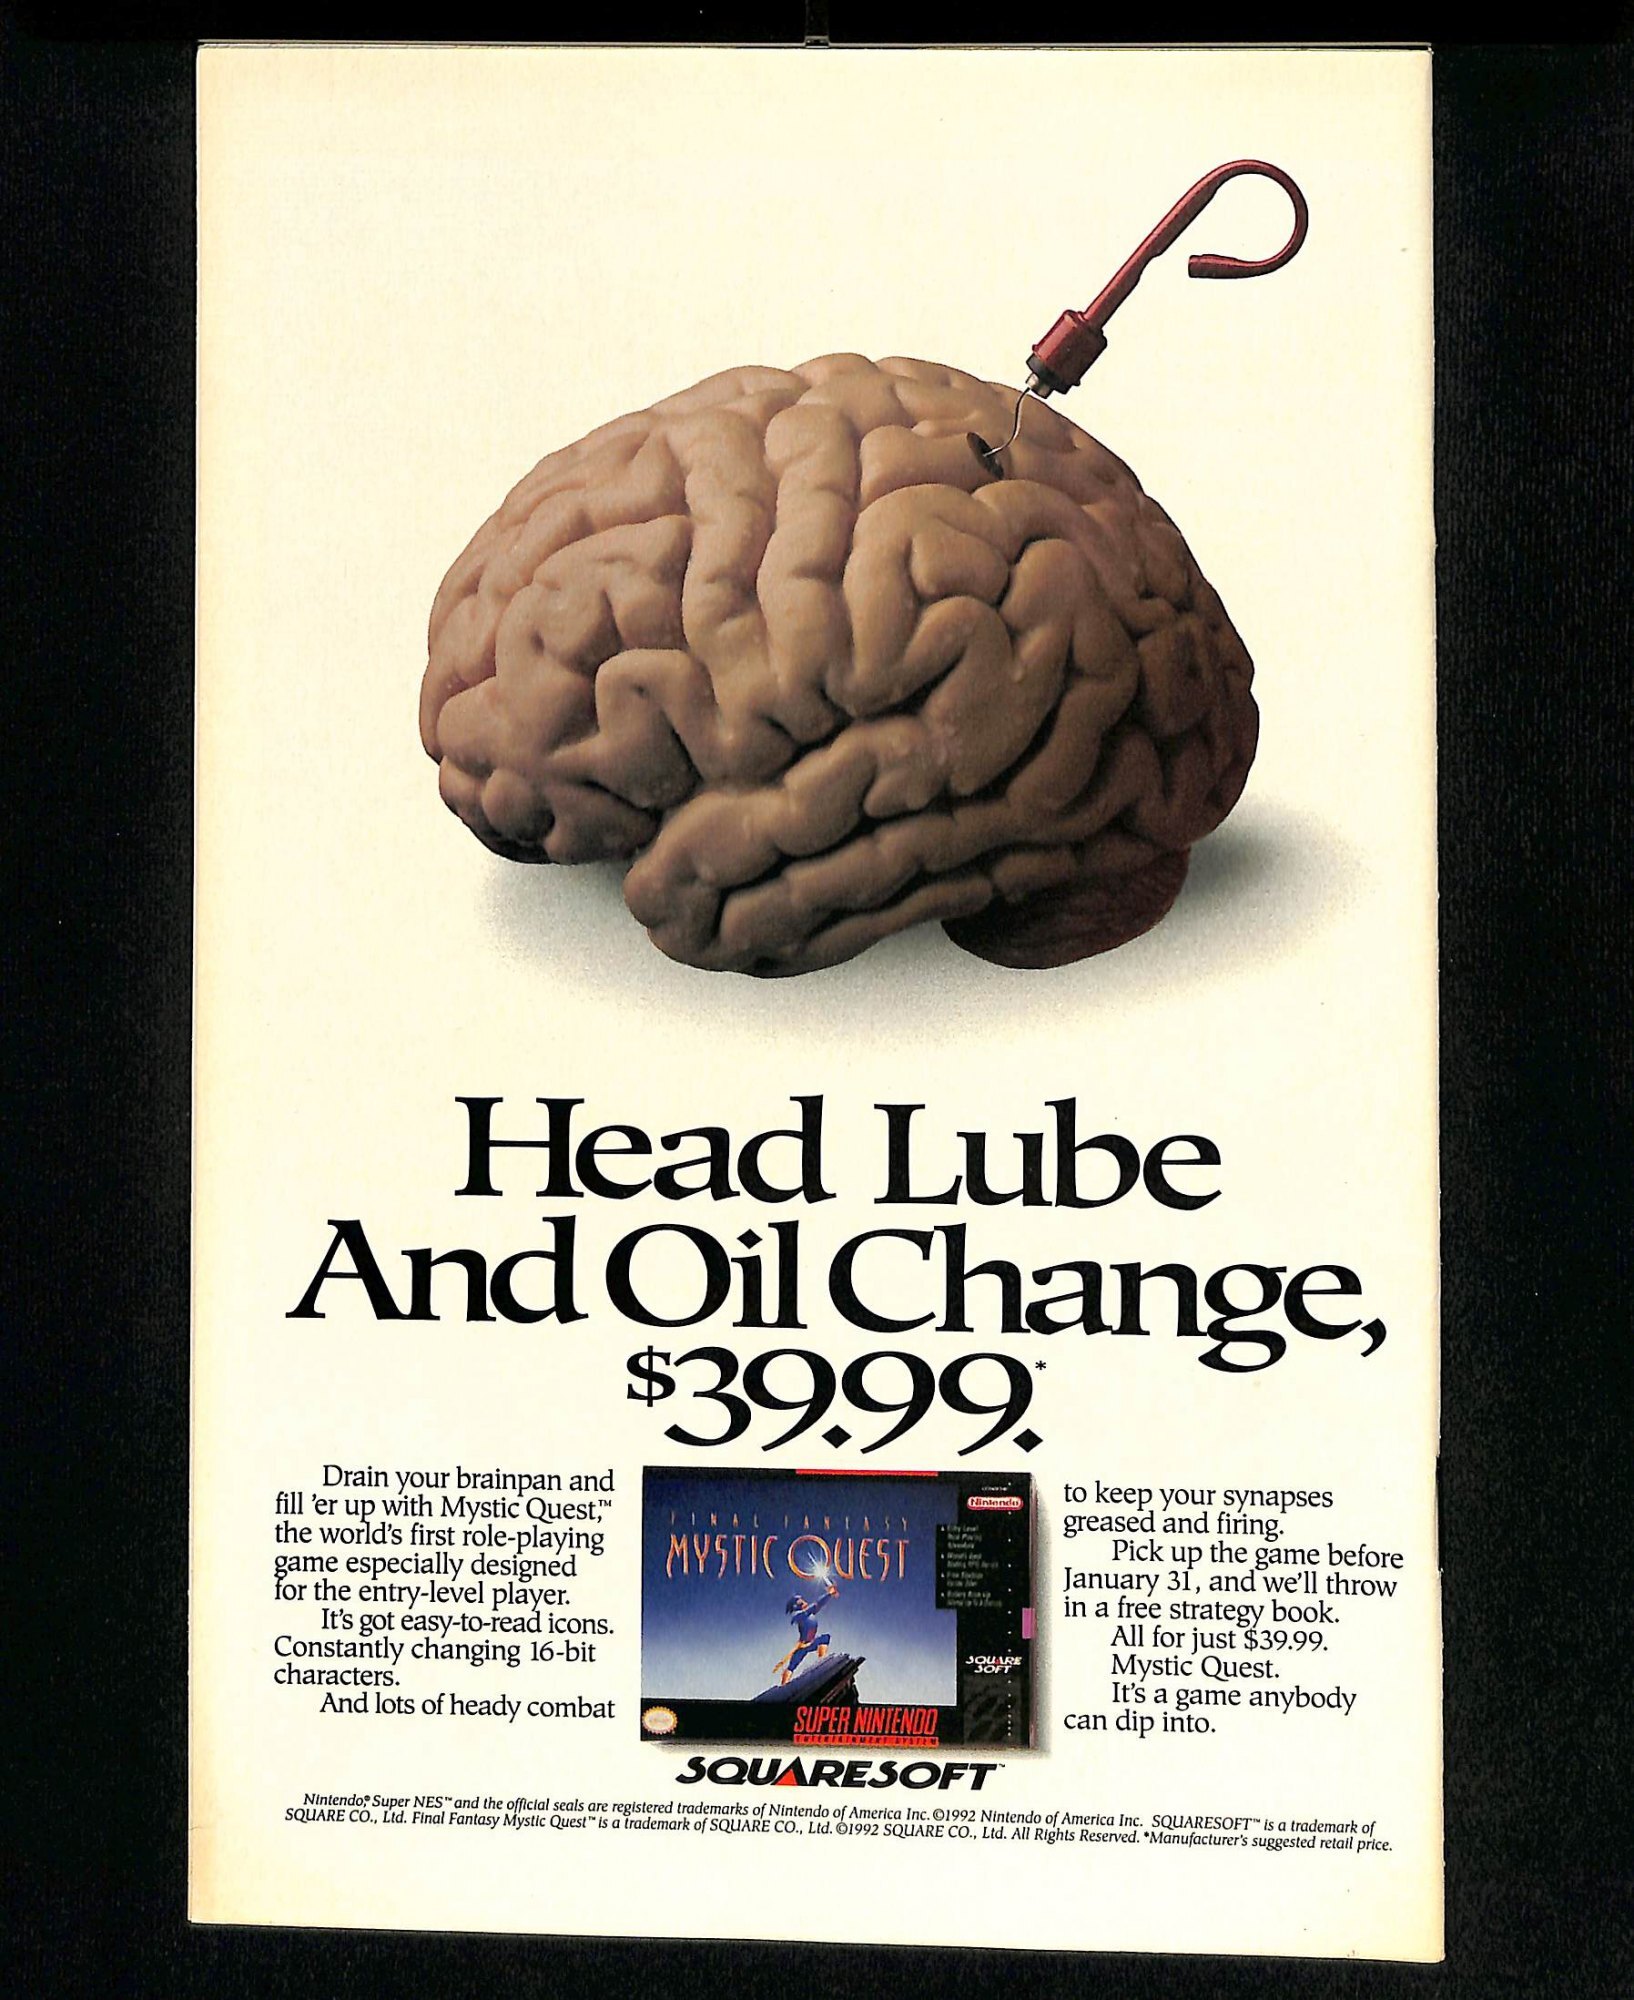 Head Lube
And Oil Change,
$39.99.*
Drain your brainpan and
fill 'er up with Mystic Quest,™
the world's first role-playing
game especially designed
for the entry-level player.
It's got easy-to-read icons.
Constantly changing 16-bit
characters.
And lots of heady combat
to keep your synapses
greased and firing.
Pick up the game before
January 31, and we'll throw
in a free strategy book.
All for just $39.99.
Mystic Quest.
It's a game anybody
can dip into.
FINAL FANTASY
MYSTIC QUEST
Nintendo
SQUARE
SOFT
SUPER NINTENDO
ENTERTAINMENT SYSTEM
SQUARESOFT™
Nintendo,® Super NES™ and the official seals are registered trademarks of Nintendo of America Inc. ©1992 Nintendo of America Inc. SQUARESOFT™ is a trademark of
SQUARE CO., Ltd. Final Fantasy Mystic Quest™ is a trademark of SQUARE CO., Ltd. ©1992 SQUARE CO., Ltd. All Rights Reserved. *Manufacturer's suggested retail price.